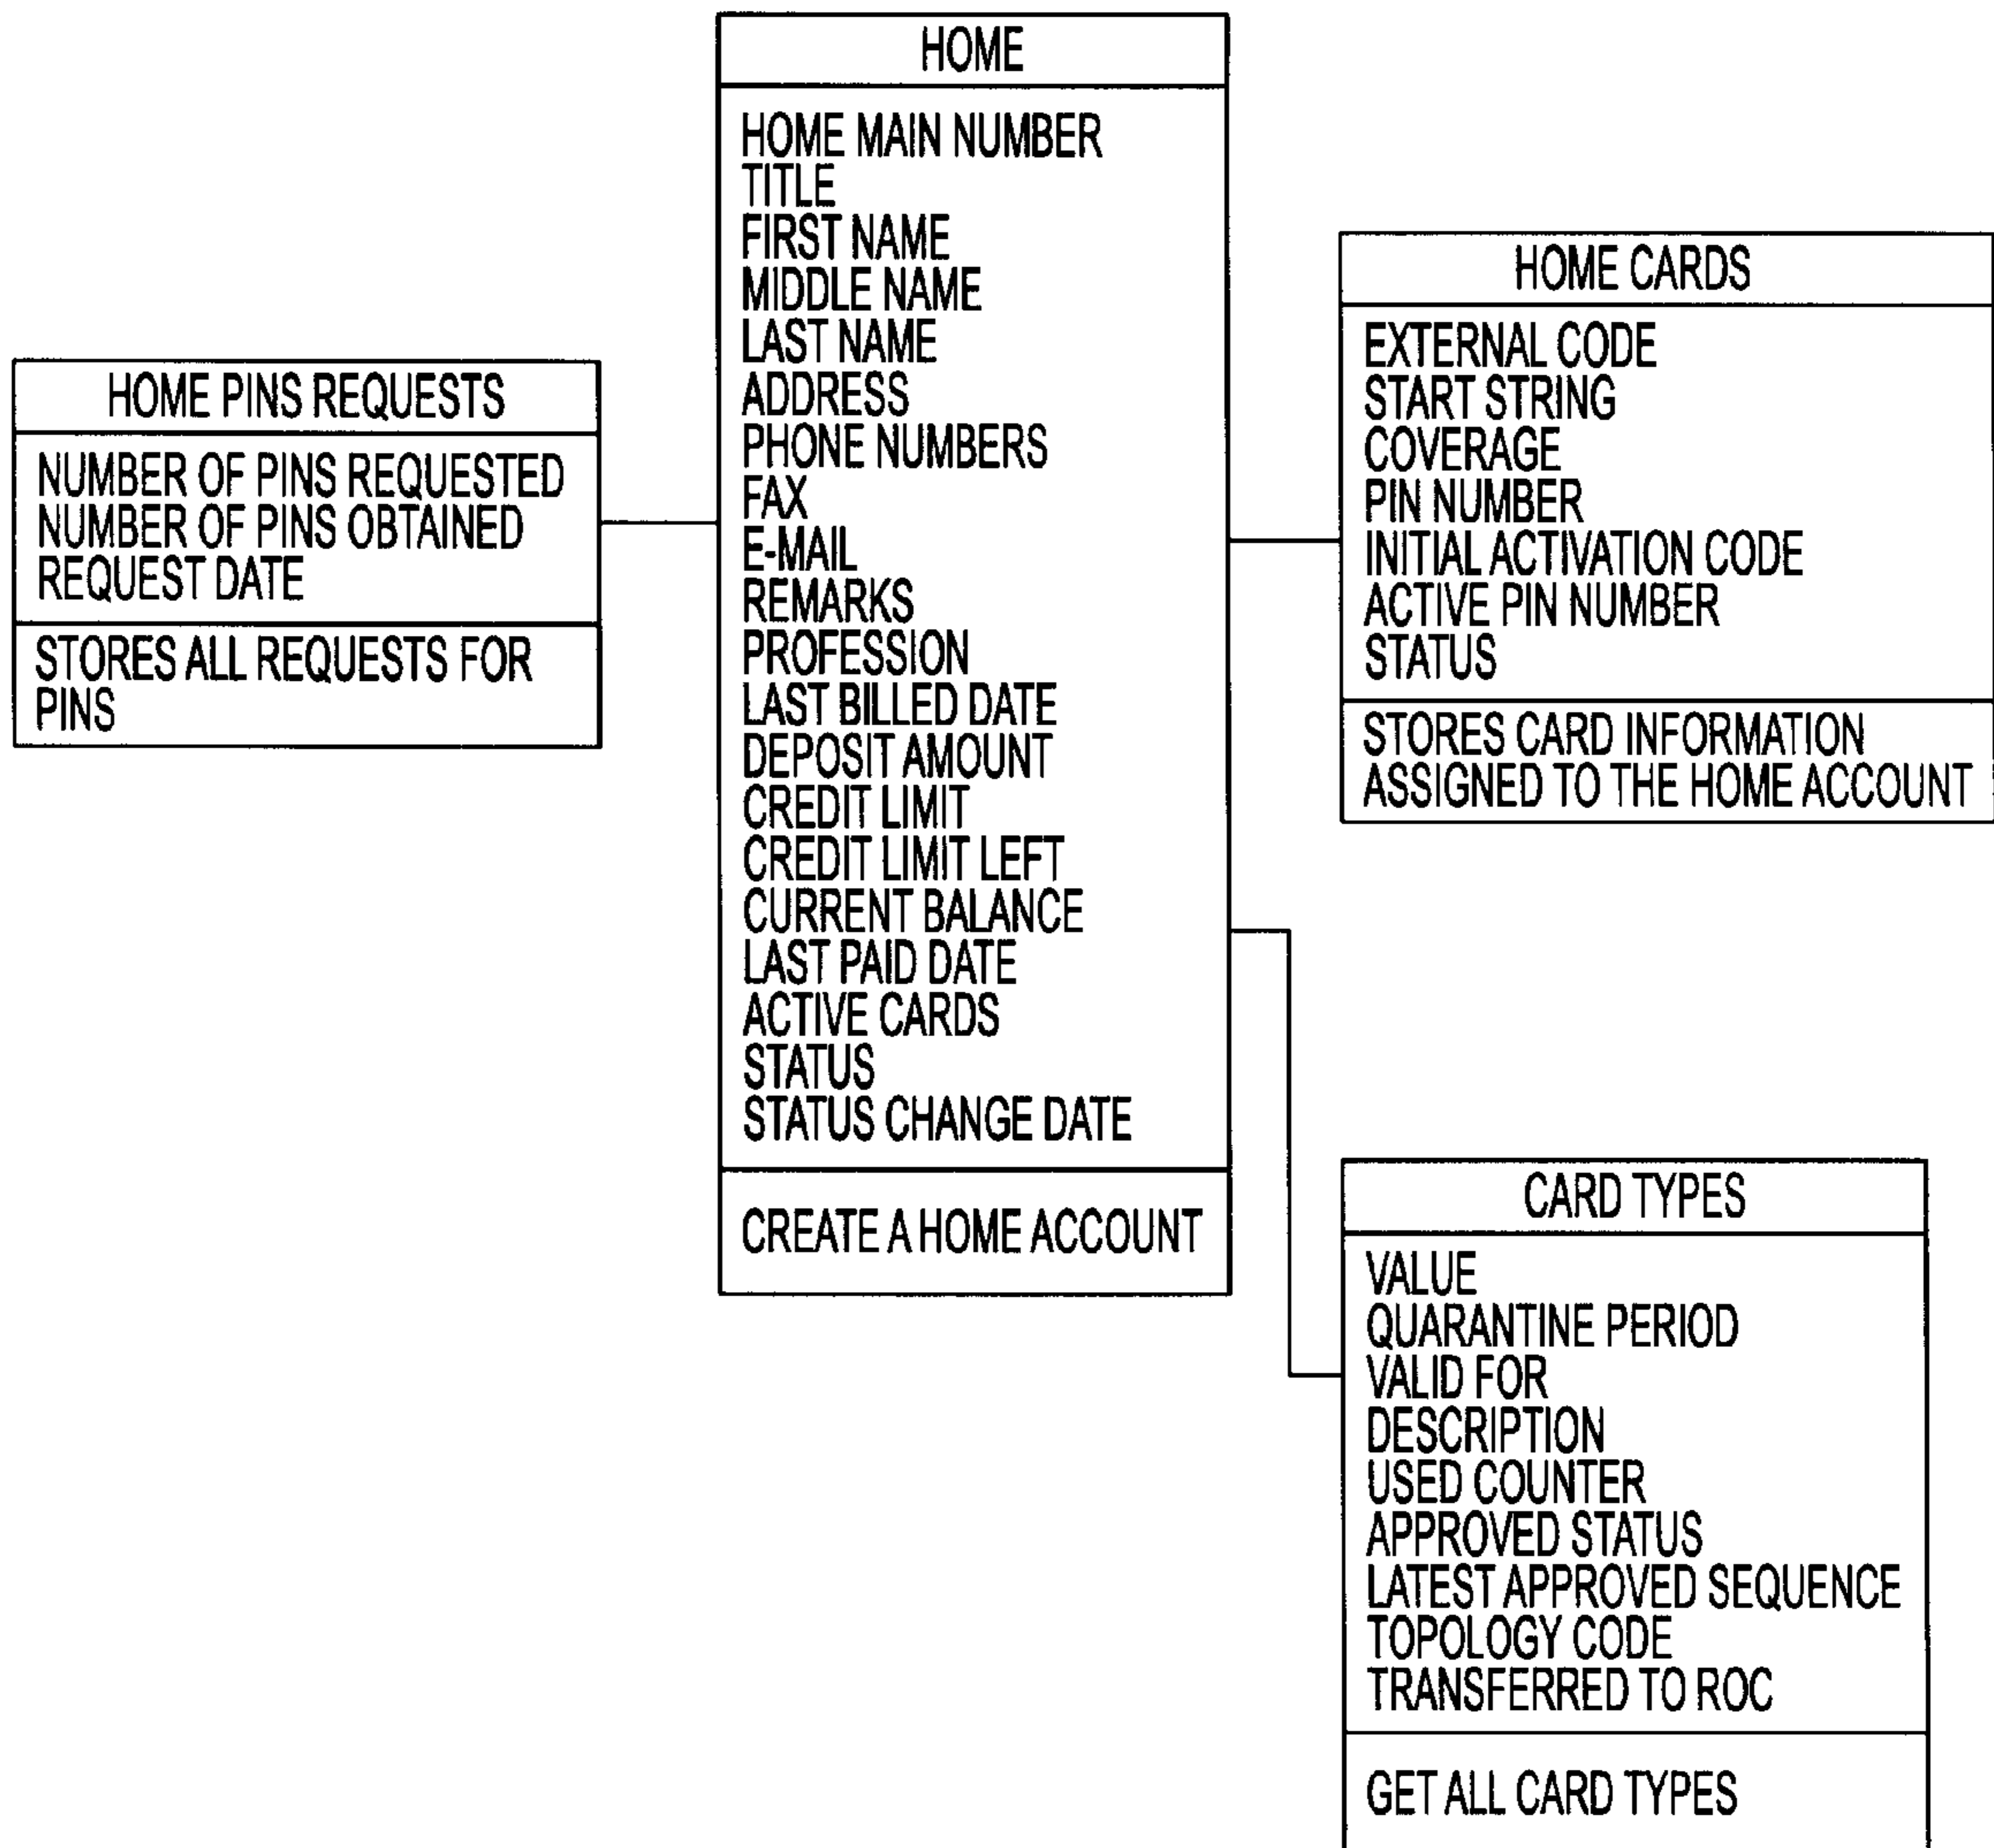 HOME
HOME MAIN NUMBER
TITLE
FIRST NAME
MIDDLE NAME
LAST NAME
ADDRESS
PHONE NUMBERS
FAX
E-MAIL
REMARKS
PROFESSION
LAST BILLED DATE
DEPOSIT AMOUNT
CREDIT LIMIT
CREDIT LIMIT LEFT
CURRENT BALANCE
LAST PAID DATE
ACTIVE CARDS
STATUS
STATUS CHANGE DATE
CREATE A HOME ACCOUNT
HOME PINS REQUESTS
NUMBER OF PINS REQUESTED
NUMBER OF PINS OBTAINED
REQUEST DATE
STORES ALL REQUESTS FOR
PINS
HOME CARDS
EXTERNAL CODE
START STRING
COVERAGE
PIN NUMBER
INITIAL ACTIVATION CODE
ACTIVE PIN NUMBER
STATUS
STORES CARD INFORMATION
ASSIGNED TO THE HOME ACCOUNT
CARD TYPES
VALUE
QUARANTINE PERIOD
VALID FOR
DESCRIPTION
USED COUNTER
APPROVED STATUS
LATEST APPROVED SEQUENCE
TOPOLOGY CODE
TRANSFERRED TO ROC
GET ALL CARD TYPES